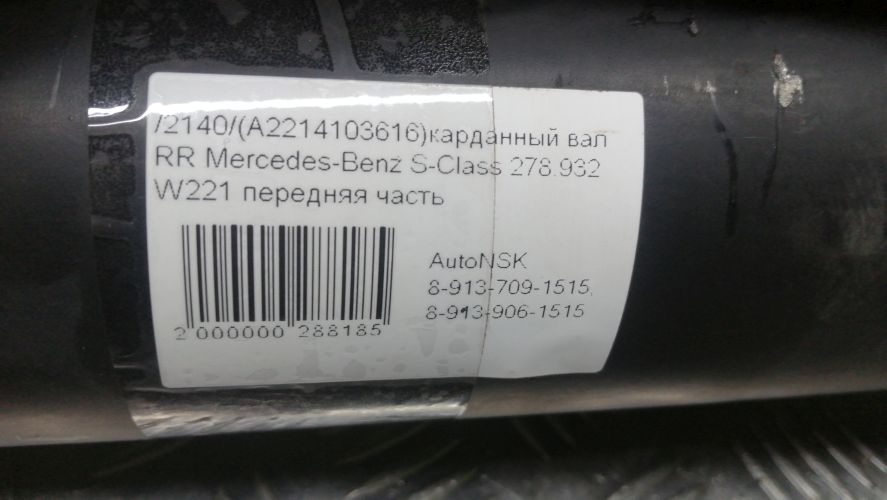 /2140/(A2214103616)карданный вал
RR Mercedes-Benz S-Class 278.932
W221 передняя часть
AutoNSK
8-913-709-1515,
8-913-906-1515
2 000000 288185